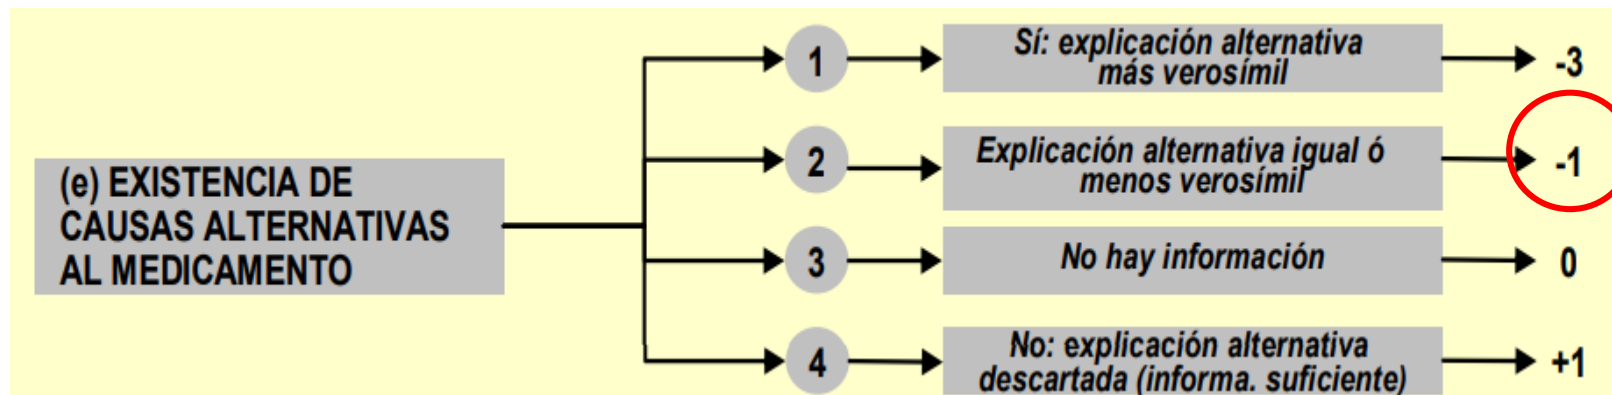 (e) EXISTENCIA DE
CAUSAS ALTERNATIVAS
AL MEDICAMENTO
1
Sí: explicación alternativa
más verosímil
-3
2
Explicación alternativa igual ó
menos verosímil
-1
3
No hay información
0
4
No: explicación alternativa
descartada (informa. suficiente)
+1